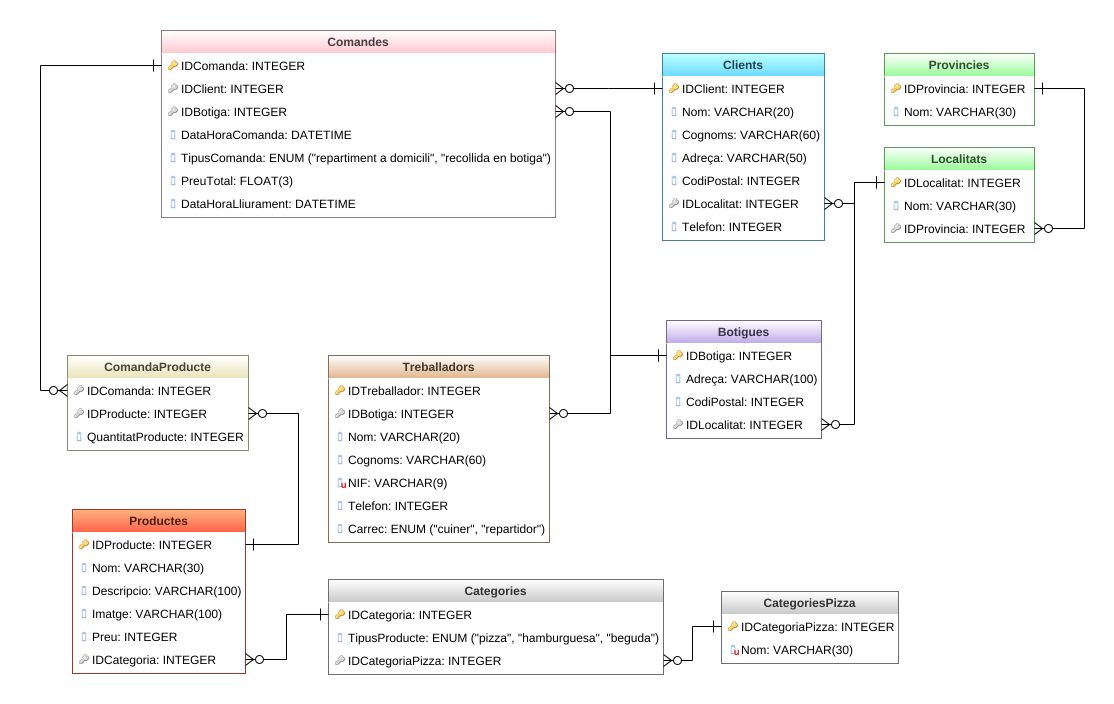 Comandes
IDComanda: INTEGER
IDClient: INTEGER
IDBotiga: INTEGER
DataHoraComanda: DATETIME
TipusComanda: ENUM ("repartiment a domicili", "recollida en botiga")
PreuTotal: FLOAT(3)
DataHoraLliurament: DATETIME
Clients
IDClient: INTEGER
Nom: VARCHAR(20)
Cognoms: VARCHAR(60)
Adreça: VARCHAR(50)
CodiPostal: INTEGER
IDLocalitat: INTEGER
Telefon: INTEGER
Provincies
IDProvincia: INTEGER
Nom: VARCHAR(30)
Localitats
IDLocalitat: INTEGER
Nom: VARCHAR(30)
IDProvincia: INTEGER
Botigues
IDBotiga: INTEGER
Adreça: VARCHAR(100)
CodiPostal: INTEGER
IDLocalitat: INTEGER
ComandaProducte
IDComanda: INTEGER
IDProducte: INTEGER
QuantitatProducte: INTEGER
Treballadors
IDTreballador: INTEGER
IDBotiga: INTEGER
Nom: VARCHAR(20)
Cognoms: VARCHAR(60)
NIF: VARCHAR(9)
Telefon: INTEGER
Carrec: ENUM ("cuiner", "repartidor")
Productes
IDProducte: INTEGER
Nom: VARCHAR(30)
Descripcio: VARCHAR(100)
Imatge: VARCHAR(100)
Preu: INTEGER
IDCategoria: INTEGER
Categories
IDCategoria: INTEGER
TipusProducte: ENUM ("pizza", "hamburguesa", "beguda")
IDCategoriaPizza: INTEGER
CategoriesPizza
IDCategoriaPizza: INTEGER
Nom: VARCHAR(30)